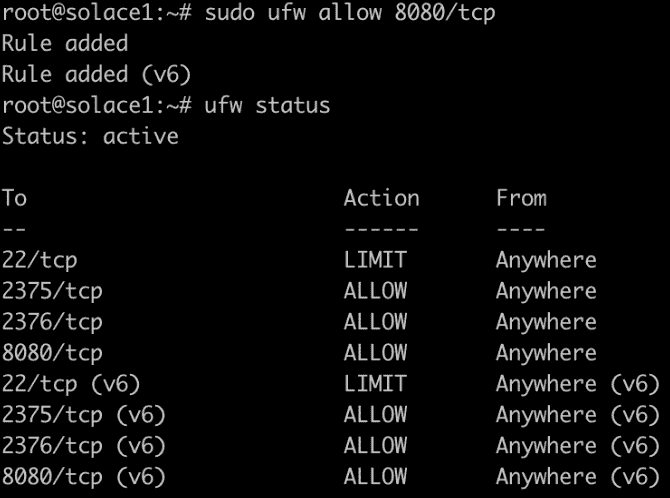 root@solace1:~# sudo ufw allow 8080/tcp
Rule added
Rule added (v6)
root@solace1:~# ufw status
Status: active

To                         Action      From
--                         ------      ----
22/tcp                     LIMIT       Anywhere
2375/tcp                   ALLOW       Anywhere
2376/tcp                   ALLOW       Anywhere
8080/tcp                   ALLOW       Anywhere
22/tcp (v6)                LIMIT       Anywhere (v6)
2375/tcp (v6)              ALLOW       Anywhere (v6)
2376/tcp (v6)              ALLOW       Anywhere (v6)
8080/tcp (v6)              ALLOW       Anywhere (v6)